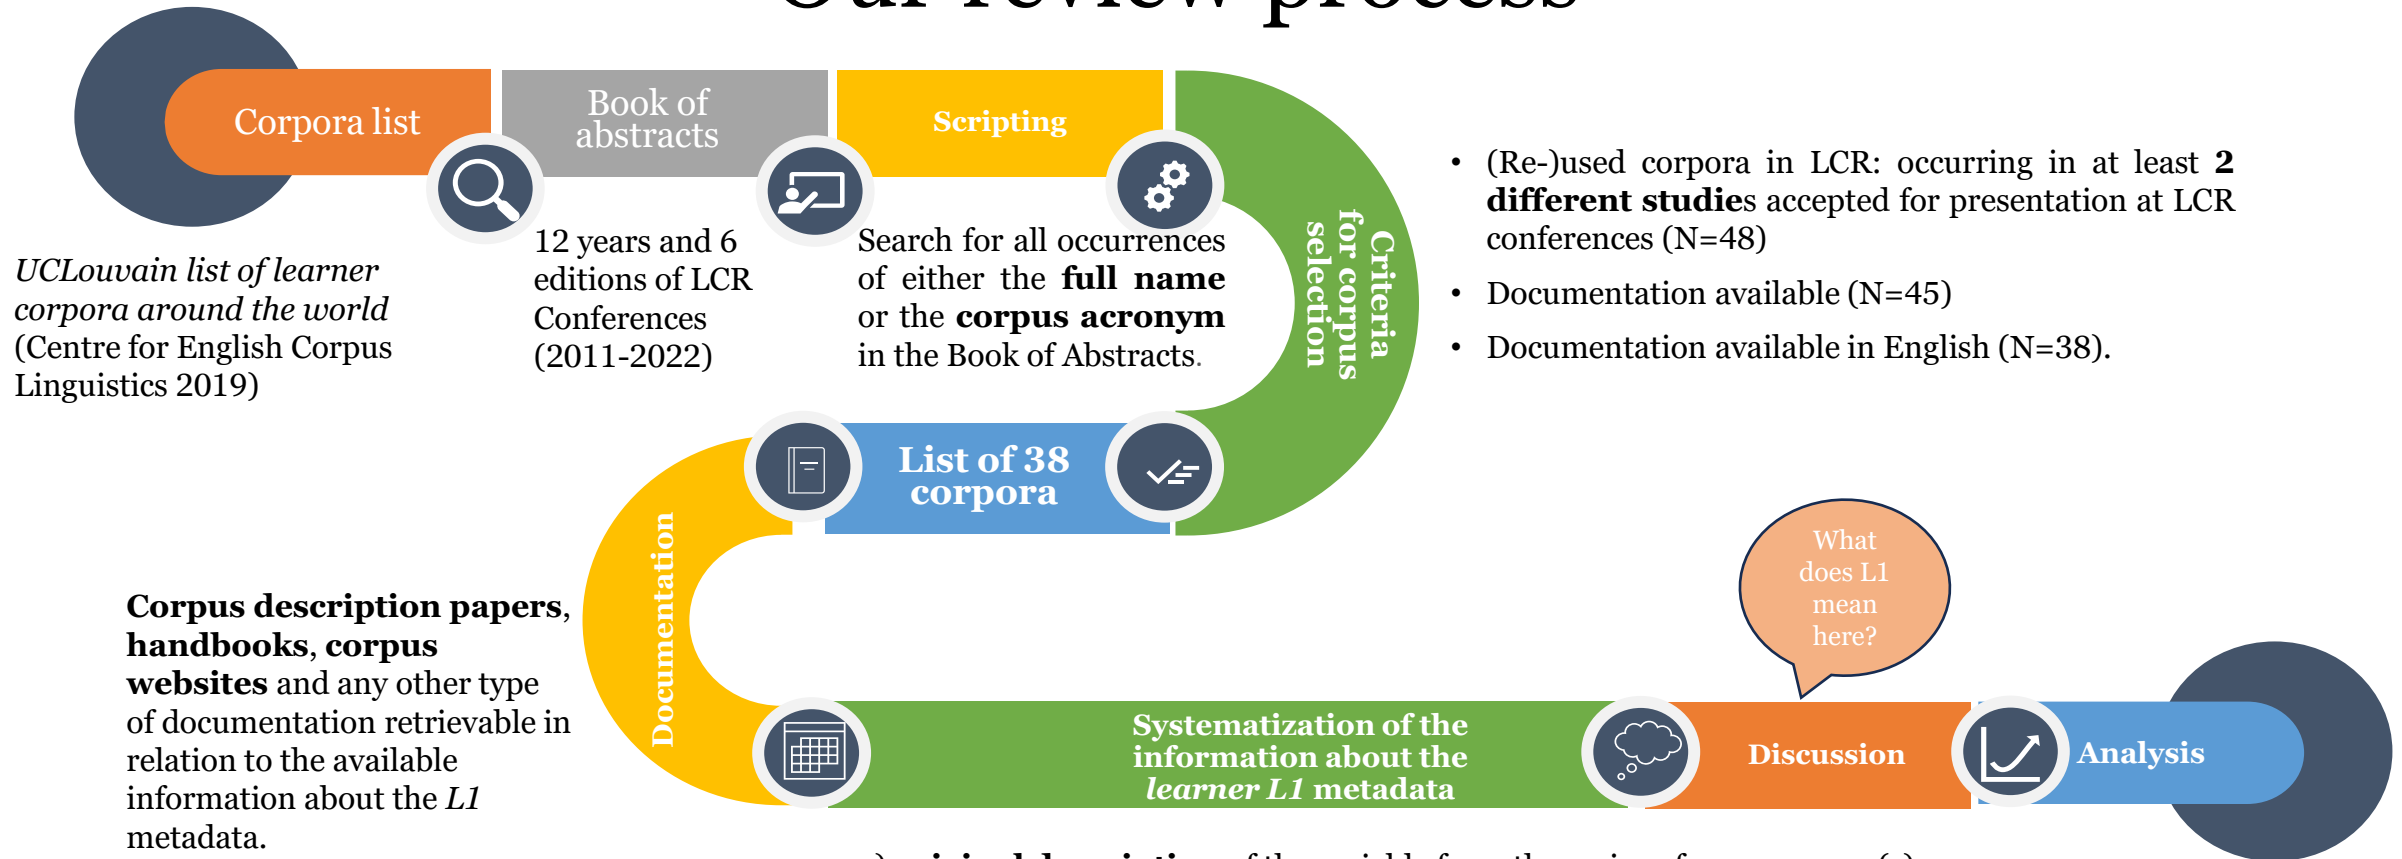 Our review process
Corpora list
Book of
abstracts
Scripting
UCLouvain list of learner
corpora around the world
(Centre for English Corpus
Linguistics 2019)
12 years and 6
editions of LCR
Conferences
(2011-2022)
Search for all occurrences
of either the full name
or the corpus acronym
in the Book of Abstracts.
Criteria
for corpus
selection
• (Re-)used corpora in LCR: occurring in at least 2
different studies accepted for presentation at LCR
conferences (N=48)
• Documentation available (N=45)
• Documentation available in English (N=38).
List of 38
corpora
Documentation
Corpus description papers,
handbooks, corpus
websites and any other type
of documentation retrievable in
relation to the available
information about the L1
metadata.
Systematization of the
information about the
learner L1 metadata
What
does L1
mean
here?
Discussion
Analysis